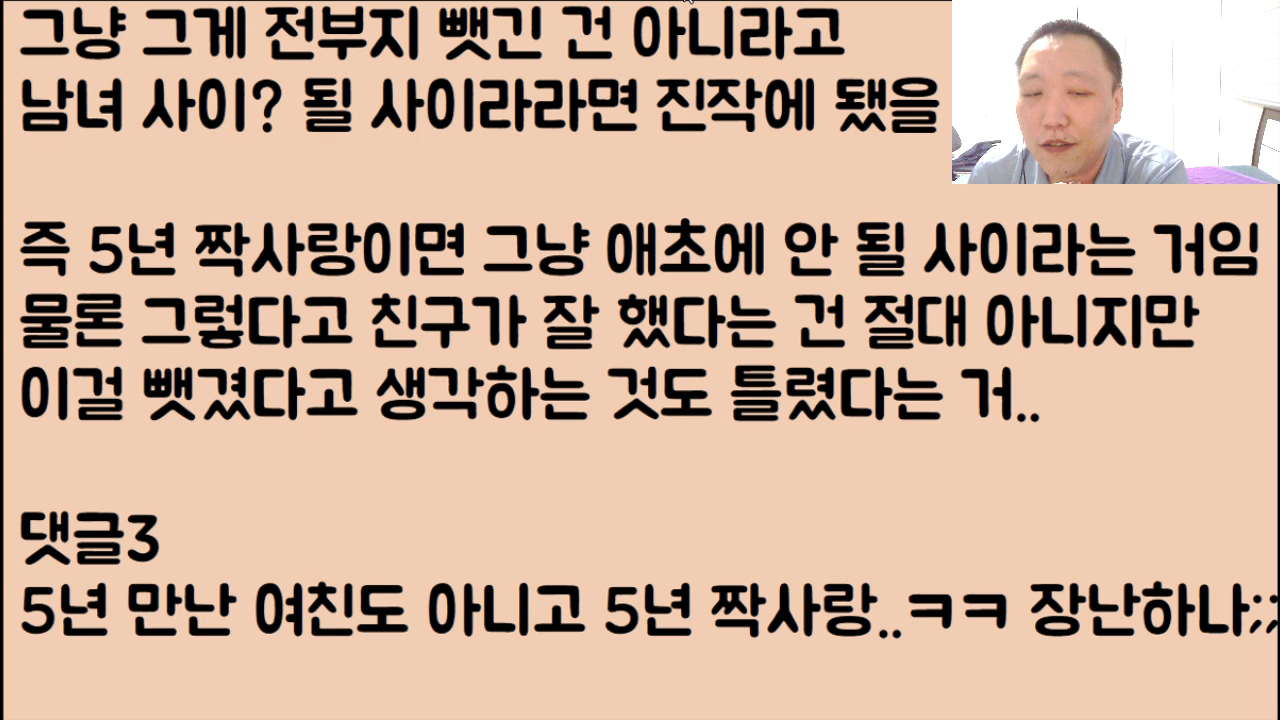 그냥 그게 전부지 뺏긴 건 아니라고
남녀 사이? 될 사이라라면 진작에 됐을
즉 5년 짝사랑이면 그냥 애초에 안 될 사이라는 거임
물론 그렇다고 친구가 잘 했다는 건 절대 아니지만
이걸 뺏겼다고 생각하는 것도 틀렸다는 거..
댓글3
5년 만난 여친도 아니고 5년 짝사랑..ㅋㅋ 장난하나;;